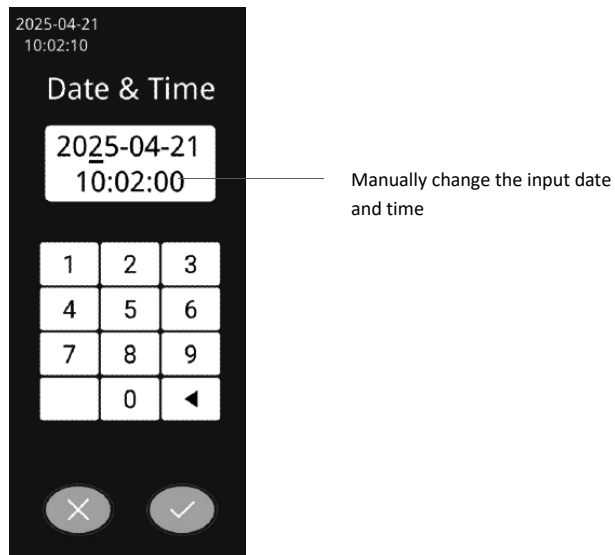 2025-04-21
10:02:10
Date & Time
2025-04-21
10:02:00
Manually change the input date
and time
1 2 3
4 5 6
7 8 9
0